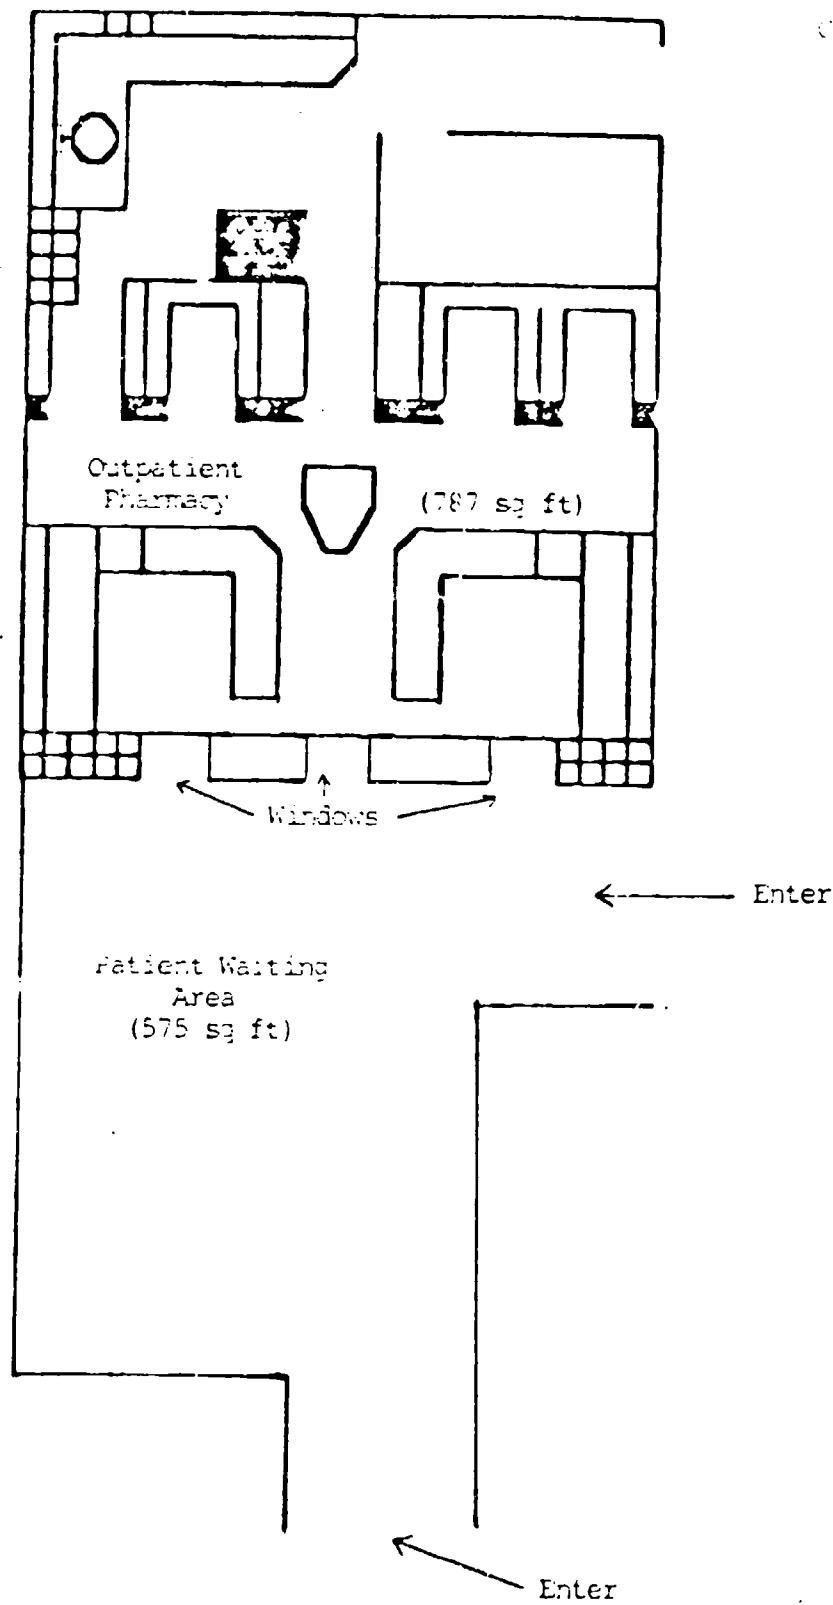 Outpatient
Pharmacy
(787 sq ft)
Windows
Enter
Patient Waiting
Area
(575 sq ft)
Enter